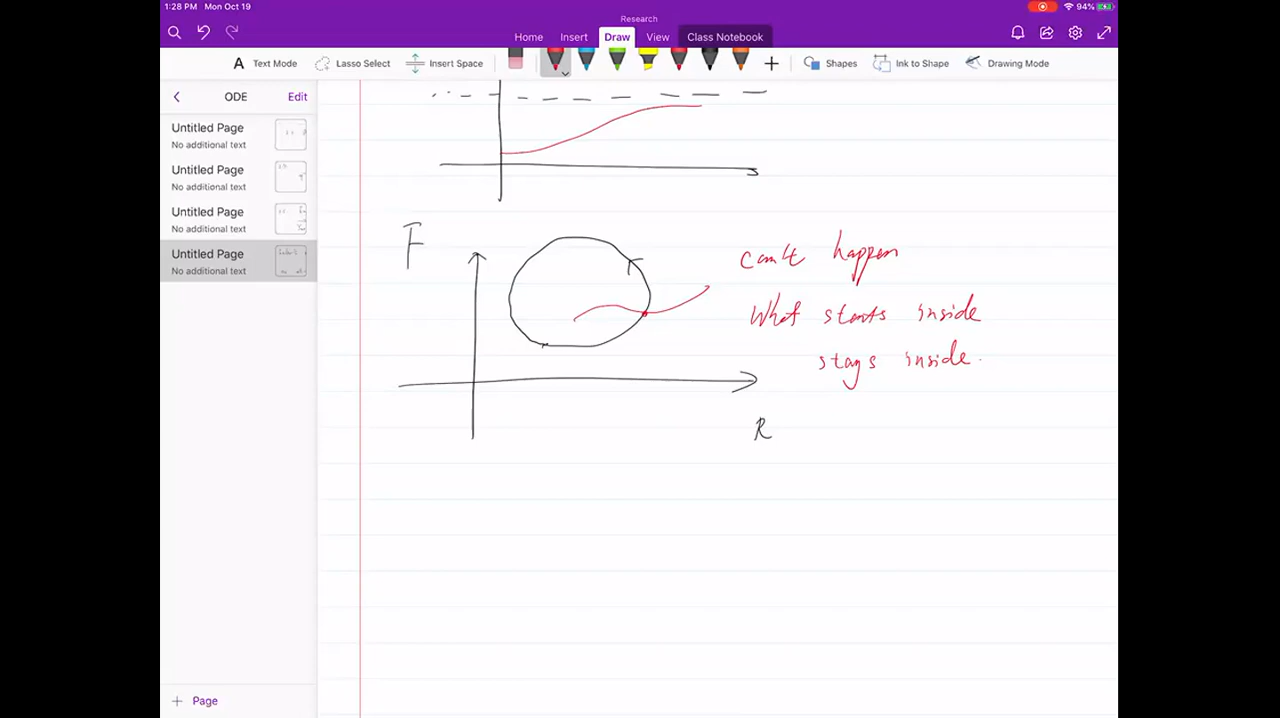 1:28 PM Mon Oct 19
94%
Research
Home Insert Draw View Class Notebook
A Text Mode Lasso Select Insert Space Shapes Ink to Shape Drawing Mode
ODE Edit
Untitled Page
No additional text
Untitled Page
No additional text
Untitled Page
No additional text
Untitled Page
No additional text
F
can't happen
What starts inside
stays inside.
R
+ Page